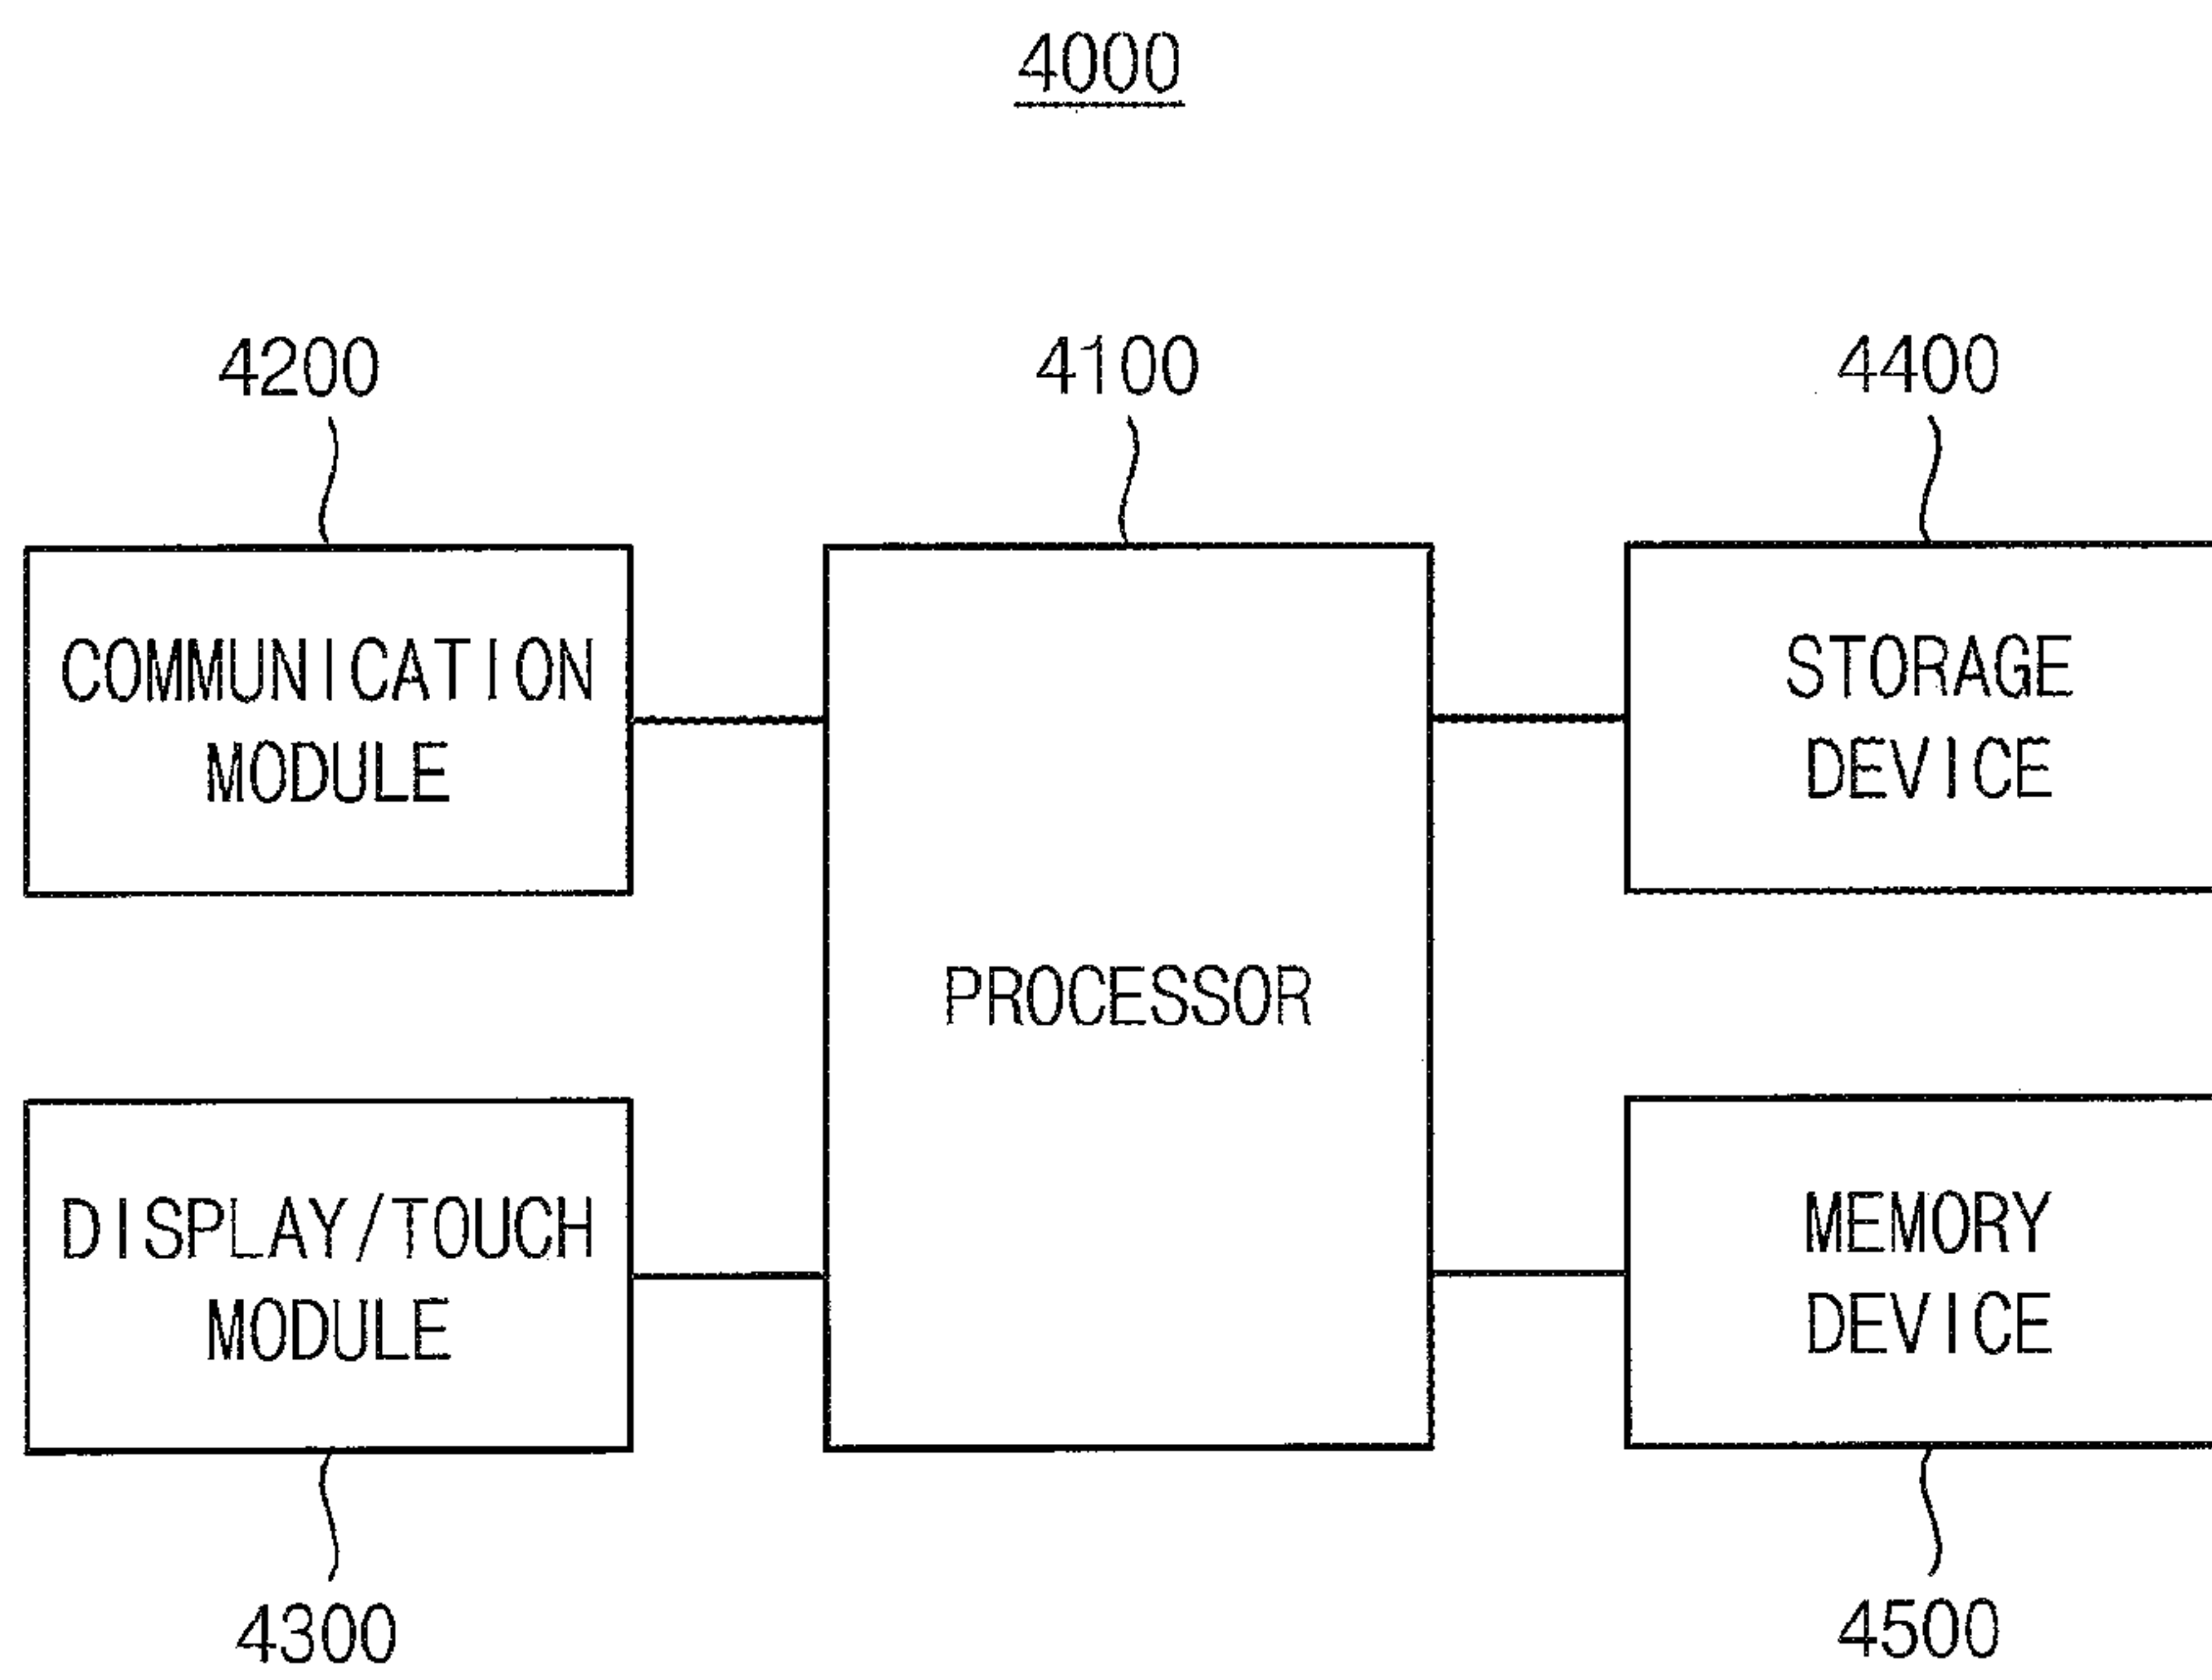 4000
4200
4100
4400
COMMUNICATION
MODULE
PROCESSOR
STORAGE
DEVICE
DISPLAY/TOUCH
MODULE
MEMORY
DEVICE
4300
4500